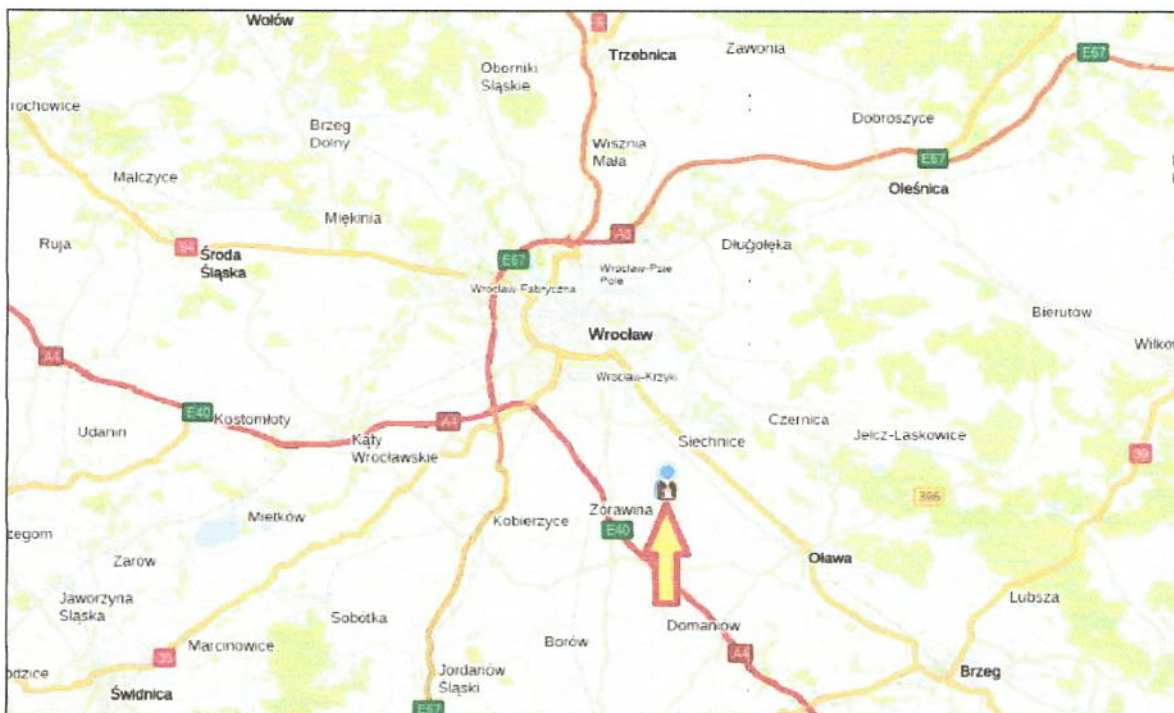 Wołów
5
Trzebnica
Zawonia
E67
Oborniki
Śląskie
rochowice
Brzeg
Dolny
Dobroszyce
Wisznia
Mała
E67
Malczyce
Oleśnica
Miękinia
Ruja
94
Środa
Śląska
A8
Długołęka
E67
Wrocław-Psie
Pole
Wrocław-Fabryczna
Bierutów
Wrocław
Wilków
A4
Wrocław-Krzyki
E40
Kostomłoty
A4
Czernica
Udanin
Kąty
Wrocławskie
Siechnice
Jelcz-Laskowice
39
396
Mietków
Kobierzyce
Żórawina
E40
zegom
Żarów
Oława
Jaworzyna
Śląska
Lubsza
Sobótka
Domaniów
Marcinowice
Borów
35
A4
odzice
Jordanów
Śląski
Brzeg
Świdnica
E67